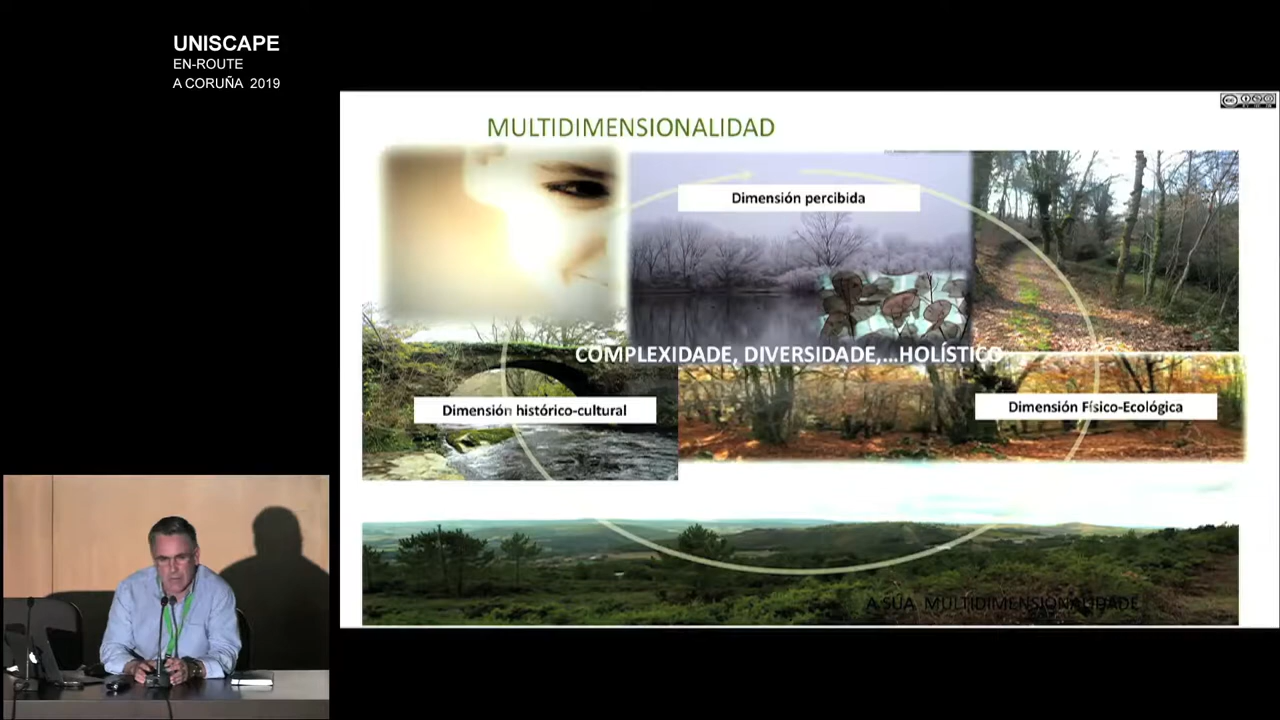 UNISCAPE
EN-ROUTE
A CORUÑA 2019
MULTIDIMENSIONALIDAD
Dimensión percibida
COMPLEXIDADE, DIVERSIDADE,...HOLÍSTICO
Dimensión histórico-cultural
Dimensión Físico-Ecológica
A SÚA MULTIDIMENSIONALIDADE